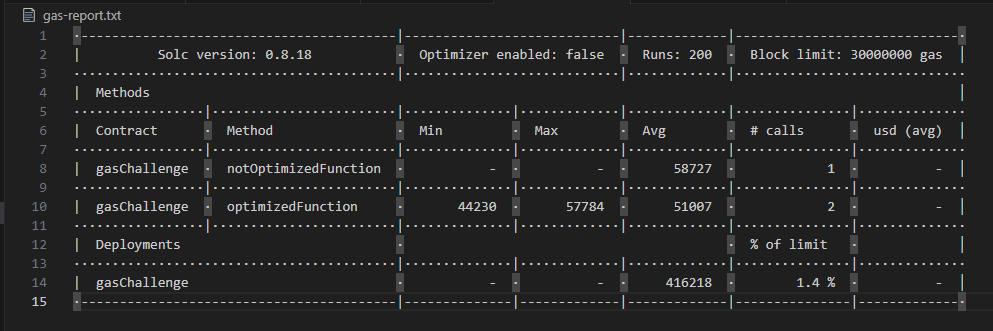 gas-report.txt
1 ·-----------------------------------------|----------------------------|-------------|-----------------------------·
2 | Solc version: 0.8.18 · Optimizer enabled: false · Runs: 200 · Block limit: 30000000 gas │
3 ··········································|····························|·············|······························
4 | Methods │
5 ·················|························|·············|··············|·············|···············|··············
6 | Contract · Method · Min · Max · Avg · # calls · usd (avg) │
7 ·················|························|·············|··············|·············|···············|··············
8 | gasChallenge · notOptimizedFunction · - · - · 58727 · 1 · - │
9 ·················|························|·············|··············|·············|···············|··············
10 | gasChallenge · optimizedFunction · 44230 · 57784 · 51007 · 2 · - │
11 ·················|························|·············|··············|·············|···············|··············
12 | Deployments · · % of limit · │
13 ··········································|·············|··············|·············|···············|··············
14 | gasChallenge · - · - · 416218 · 1.4 % · - │
15 ·-----------------------------------------|-------------|--------------|-------------|---------------|-------------·